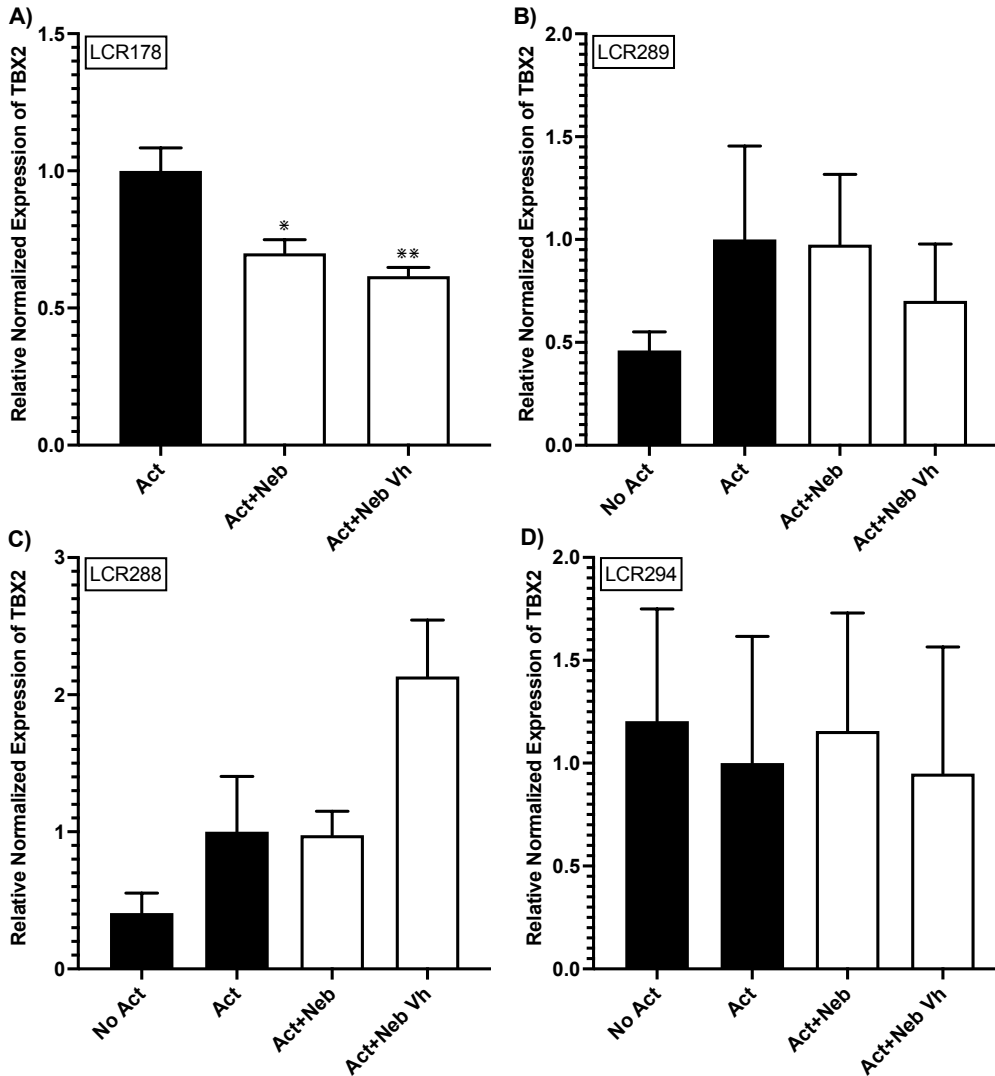 A)
LCR178
Relative Normalized Expression of TBX2
1.5
1.0
0.5
0.0
*
**
Act
Act+Neb
Act+Neb Vh
B)
LCR289
Relative Normalized Expression of TBX2
2.0
1.5
1.0
0.5
0.0
No Act
Act
Act+Neb
Act+Neb Vh
C)
LCR288
Relative Normalized Expression of TBX2
3
2
1
0
No Act
Act
Act+Neb
Act+Neb Vh
D)
LCR294
Relative Normalized Expression of TBX2
2.0
1.5
1.0
0.5
0.0
No Act
Act
Act+Neb
Act+Neb Vh